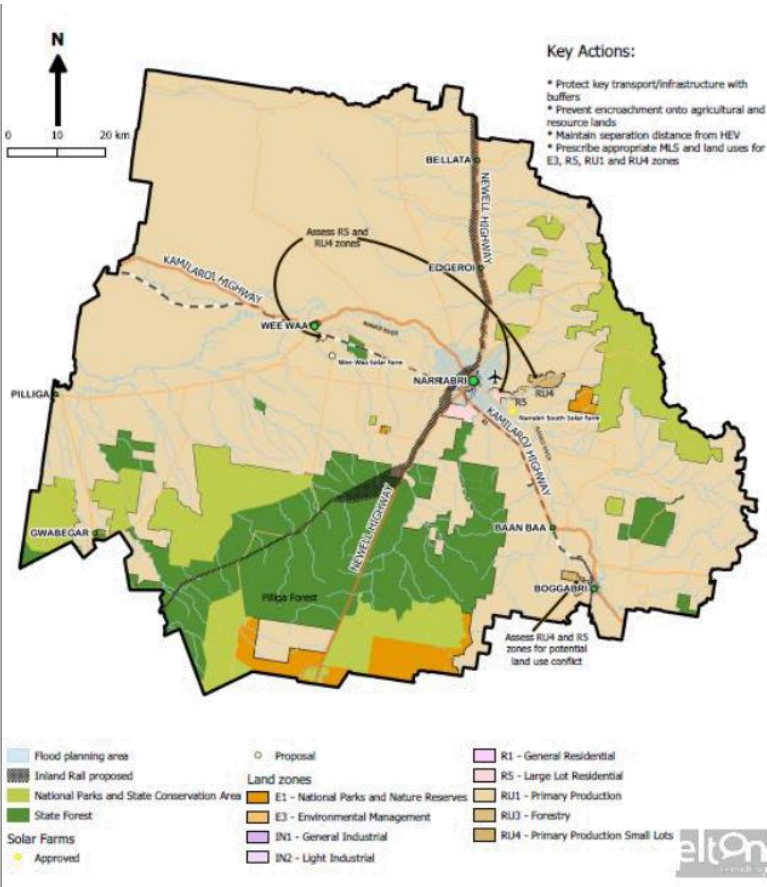 N
0 10 20 km
Key Actions:
* Protect key transport/infrastructure with
buffers
* Prevent encroachment onto agricultural and
resource lands
* Maintain separation distance from HEV
* Prescribe appropriate MLS and land uses for
E3, R5, RU1 and RU4 zones
BELLATA
NEWELL HIGHWAY
Assess R5 and
RU4 zones
EDGEROI
KAMILAROI HIGHWAY
WEE WAA
NAMOI RIVER
Wee Waa Solar Farm
NARRABRI
RU4
R5
Narrabri South Solar Farm
PILLIGA
KAMILAROI HIGHWAY
NAMOI RIVER
NEWELL HIGHWAY
GWABEGAR
BAAN BAA
Pilliga Forest
BOGGABRI
Assess RU4 and R5
zones for potential
land use conflict
Flood planning area
Inland Rail proposed
National Parks and State Conservation Area
State Forest
Solar Farms
Approved
Proposal
Land zones
E1 - National Parks and Nature Reserves
E3 - Environmental Management
IN1 - General Industrial
IN2 - Light Industrial
R1 - General Residential
R5 - Large Lot Residential
RU1 - Primary Production
RU3 - Forestry
RU4 - Primary Production Small Lots
elton
consulting